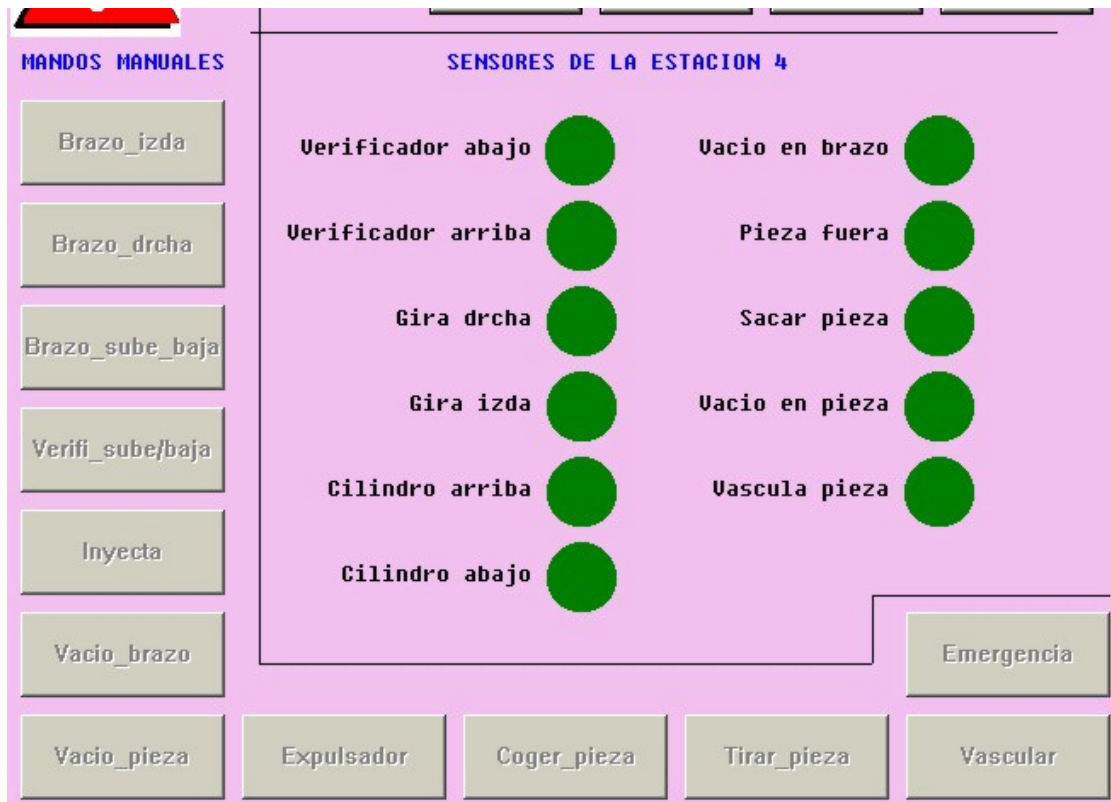 MANDOS MANUALES
SENSORES DE LA ESTACION 4
Brazo_izda
Verificador abajo
Vacio en brazo
Brazo_drcha
Verificador arriba
Pieza fuera
Brazo_sube_baja
Gira drcha
Sacar pieza
Verifi_sube/baja
Gira izda
Vacio en pieza
Inyecta
Cilindro arriba
Vascula pieza
Cilindro abajo
Vacio_brazo
Emergencia
Vacio_pieza
Expulsador
Coger_pieza
Tirar_pieza
Vascular